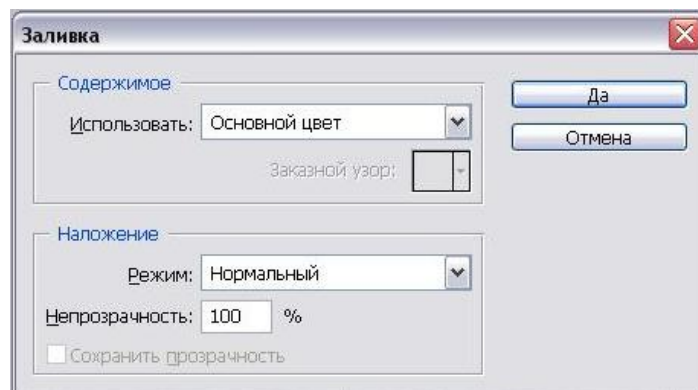 Заливка
Содержимое
Использовать: Основной цвет
Заказной узор:
Да
Отмена
Наложение
Режим: Нормальный
Непрозрачность: 100 %
Сохранить прозрачность